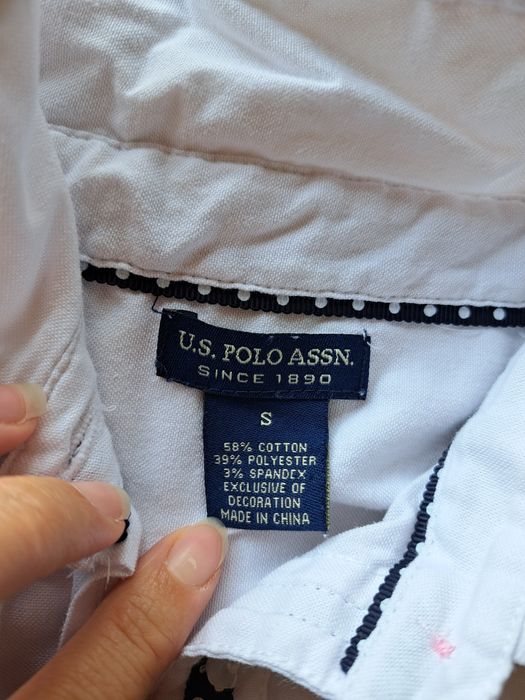 U.S. POLO ASSN.
SINCE 1890
S
58% COTTON
39% POLYESTER
3% SPANDEX
EXCLUSIVE OF
DECORATION
MADE IN CHINA